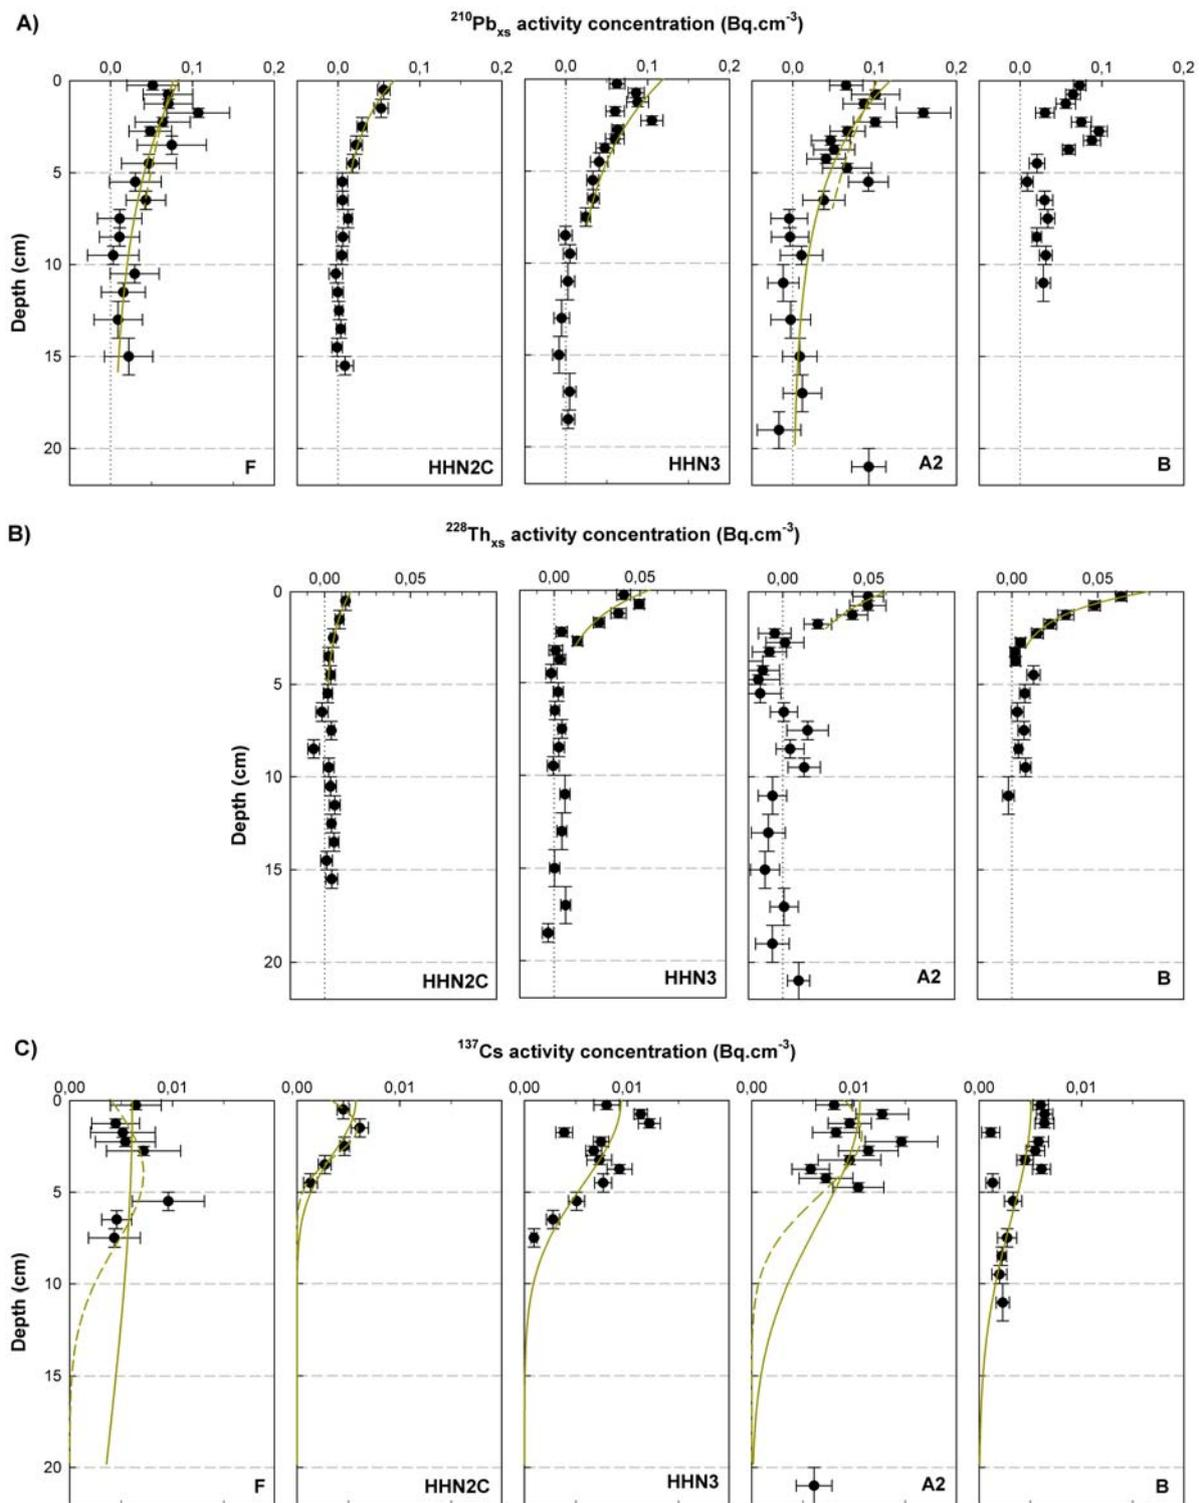 A) ²¹⁰Pbxs activity concentration (Bq.cm⁻³)
0,0 0,1 0,2 0,0 0,1 0,2 0,0 0,1 0,2 0,0 0,1 0,2 0,0 0,1 0,2
0
5
10
15
20
Depth (cm)
F HHN2C HHN3 A2 B
B) ²²⁸Thxs activity concentration (Bq.cm⁻³)
0,00 0,05 0,00 0,05 0,00 0,05 0,00 0,05
0
5
10
15
20
Depth (cm)
HHN2C HHN3 A2 B
C) ¹³⁷Cs activity concentration (Bq.cm⁻³)
0,00 0,01 0,00 0,01 0,00 0,01 0,00 0,01 0,00 0,01
0
5
10
15
20
Depth (cm)
F HHN2C HHN3 A2 B